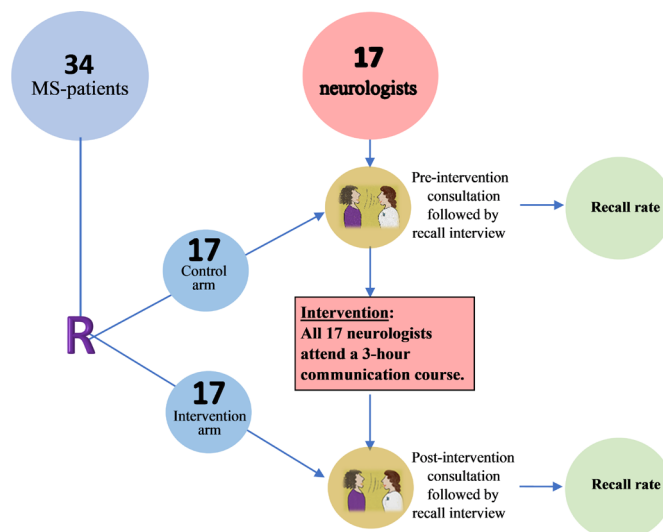 34
MS-patients
17
neurologists
Pre-intervention
consultation
followed by
recall interview
Recall rate
17
Control
arm
R
Intervention:
All 17 neurologists
attend a 3-hour
communication course.
17
Intervention
arm
Post-intervention
consultation
followed by
recall interview
Recall rate